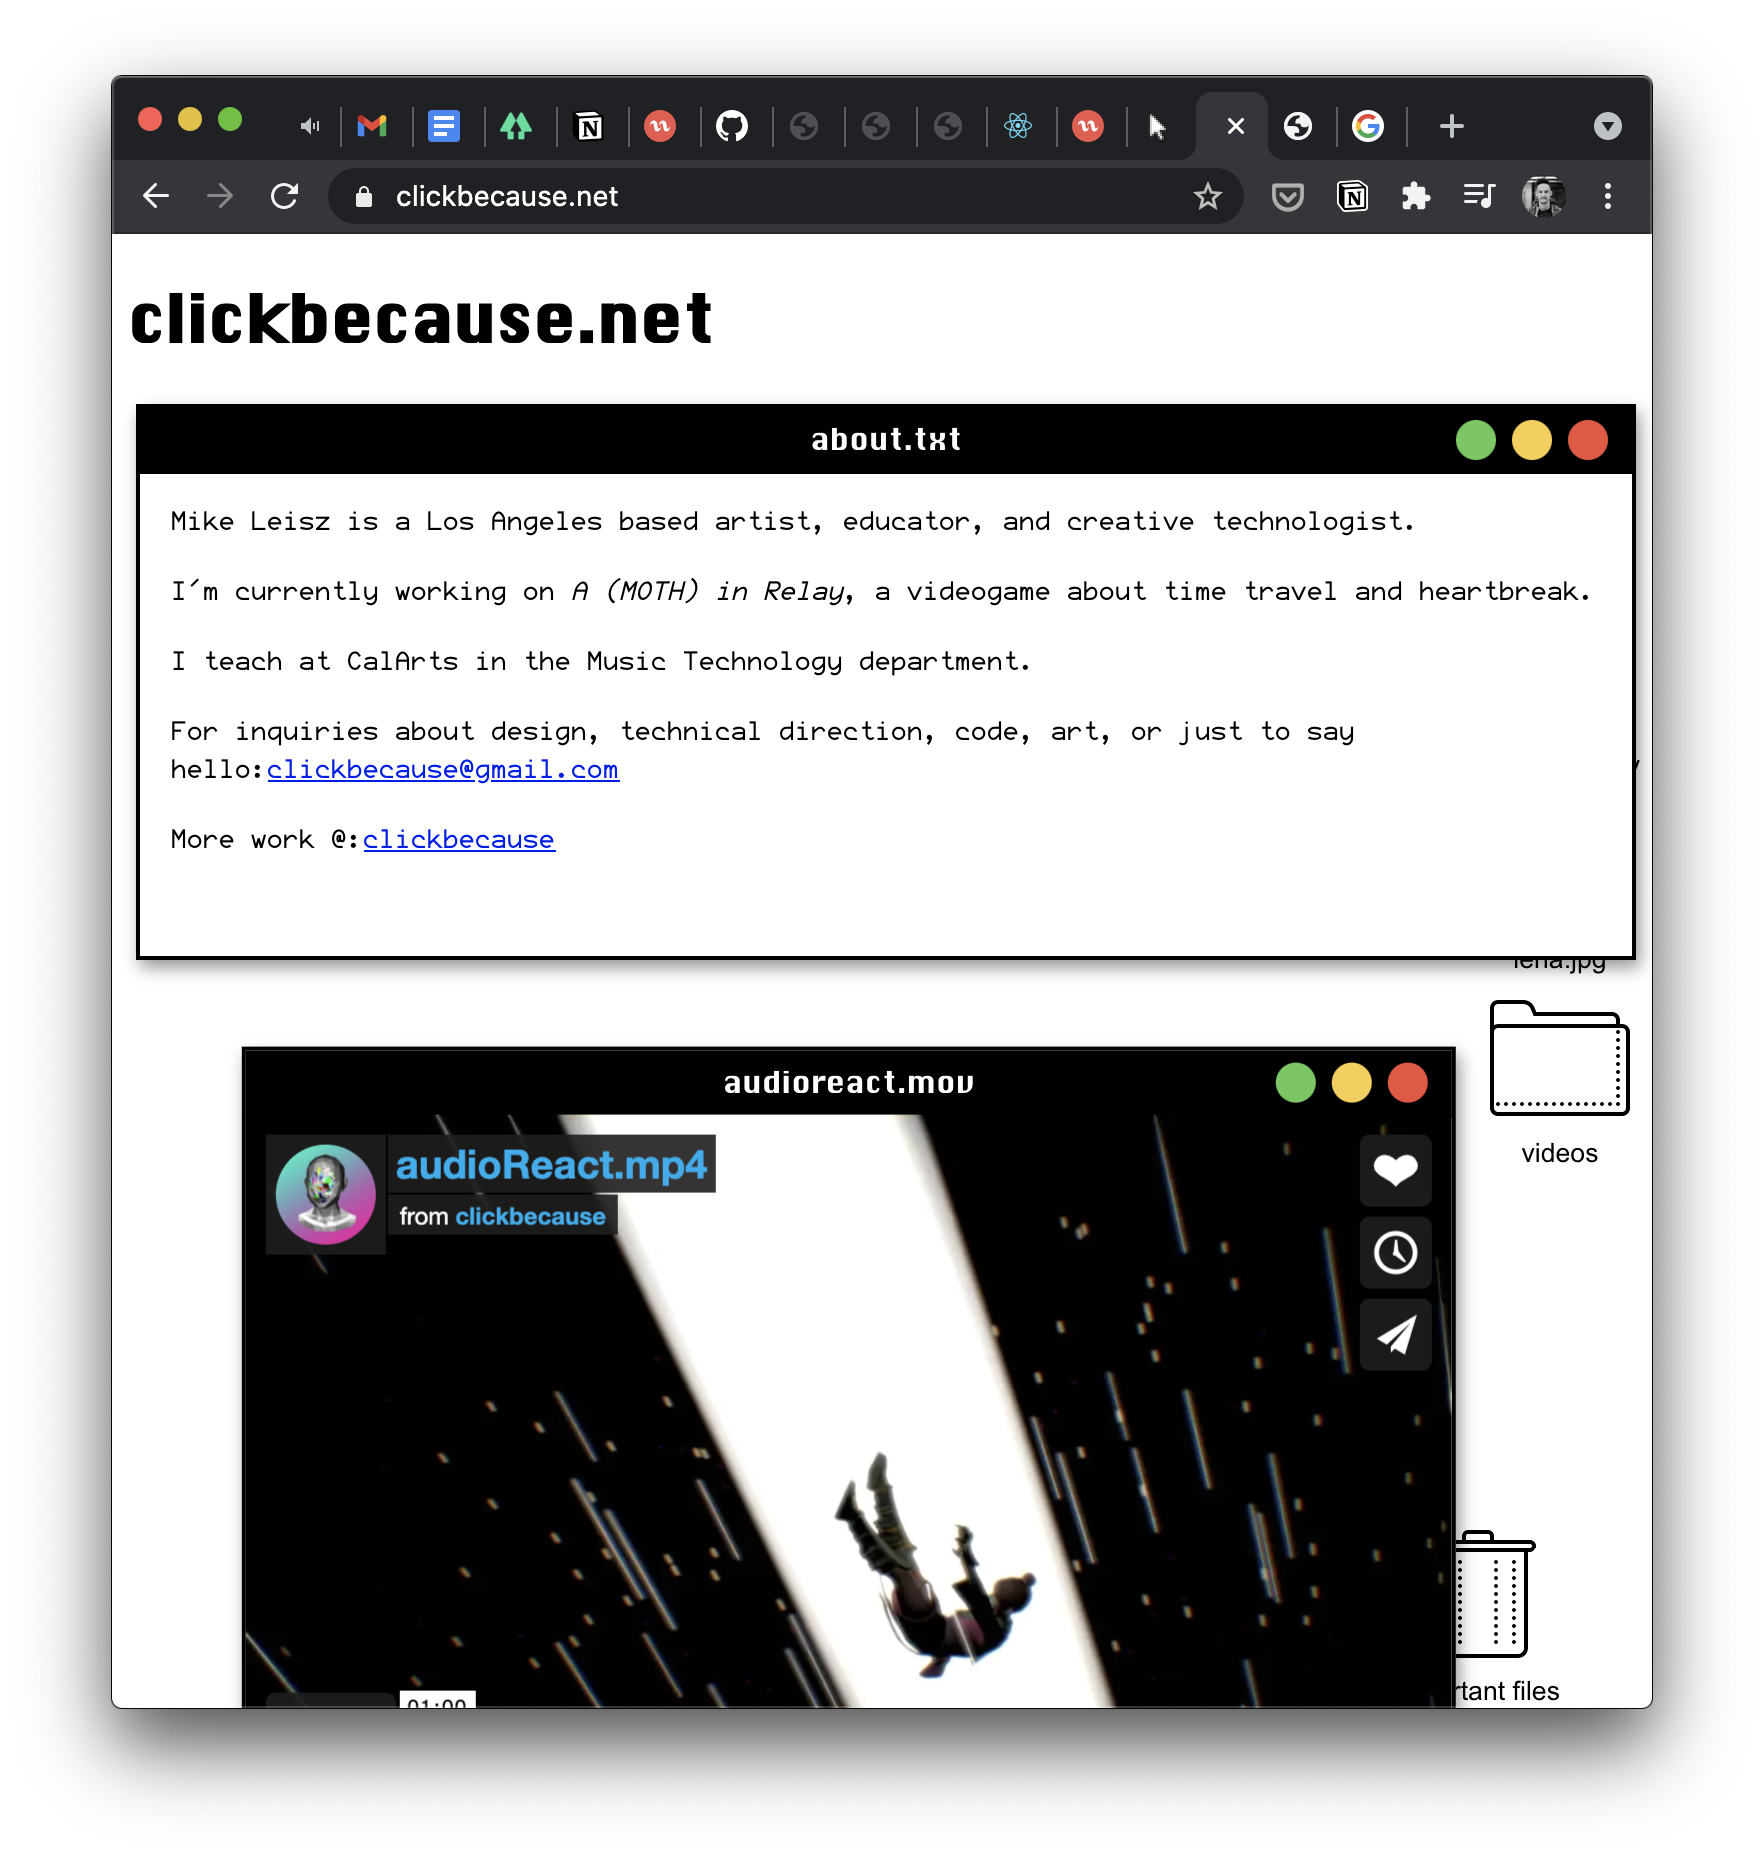 clickbecause.net
clickbecause.net
about.txt
Mike Leisz is a Los Angeles based artist, educator, and creative technologist.
I'm currently working on A (MOTH) in Relay, a videogame about time travel and heartbreak.
I teach at CalArts in the Music Technology department.
For inquiries about design, technical direction, code, art, or just to say
hello:clickbecause@gmail.com
More work @:clickbecause
lena.jpg
videos
audioreact.mov
audioReact.mp4
from clickbecause
01:00
rtant files